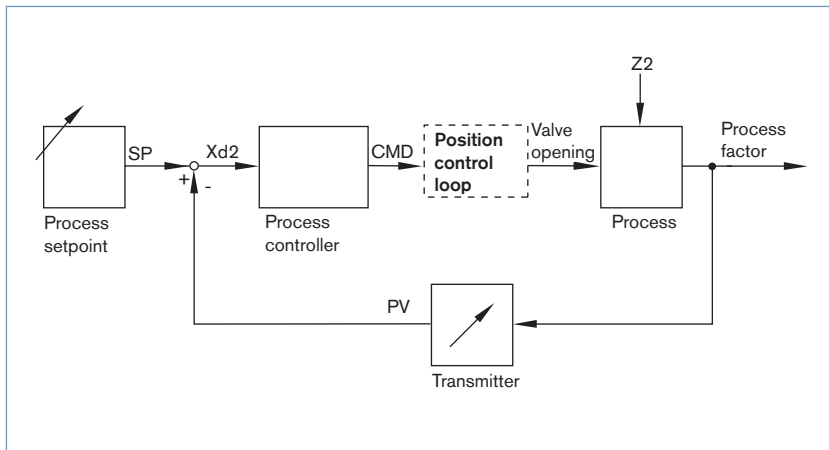 Z2
Position
control
loop
Valve
opening
Process
factor
SP
Xd2
CMD
+
-
Process
setpoint
Process
controller
Process
PV
Transmitter